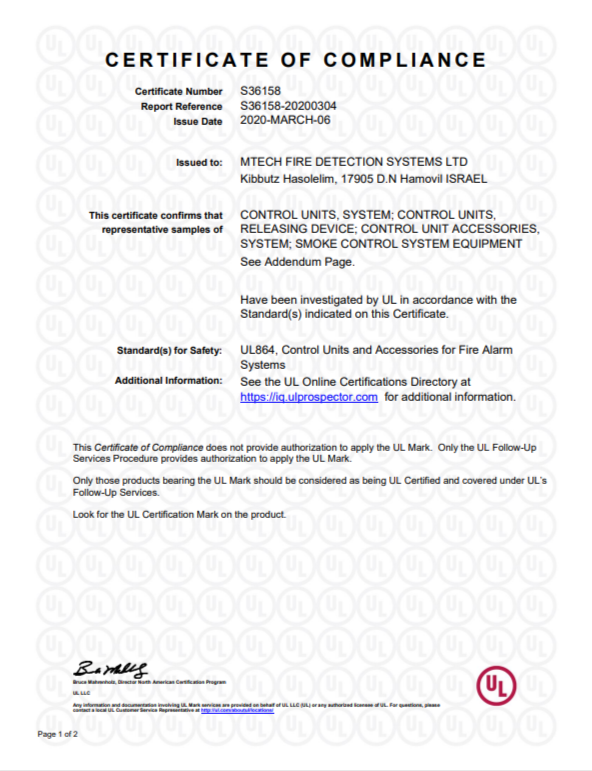 CERTIFICATE OF COMPLIANCE
Certificate Number S36158
Report Reference S36158-20200304
Issue Date 2020-MARCH-06
Issued to: MTECH FIRE DETECTION SYSTEMS LTD
Kibbutz Hasolelim, 17905 D.N Hamovil ISRAEL
This certificate confirms that CONTROL UNITS, SYSTEM; CONTROL UNITS,
representative samples of RELEASING DEVICE; CONTROL UNIT ACCESSORIES,
SYSTEM; SMOKE CONTROL SYSTEM EQUIPMENT
See Addendum Page.
Have been investigated by UL in accordance with the
Standard(s) indicated on this Certificate.
Standard(s) for Safety: UL864, Control Units and Accessories for Fire Alarm
Systems
Additional Information: See the UL Online Certifications Directory at
https://iq.ulprospector.com for additional information.
This Certificate of Compliance does not provide authorization to apply the UL Mark. Only the UL Follow-Up
Services Procedure provides authorization to apply the UL Mark.
Only those products bearing the UL Mark should be considered as being UL Certified and covered under UL's
Follow-Up Services.
Look for the UL Certification Mark on the product.
Bruce Mahrenholz, Director North American Certification Program
UL LLC
Any information and documentation involving UL Mark services are provided on behalf of UL LLC (UL) or any authorized licensee of UL. For questions, please
contact a local UL Customer Service Representative at http://ul.com/aboutul/locations/
UL
Page 1 of 2